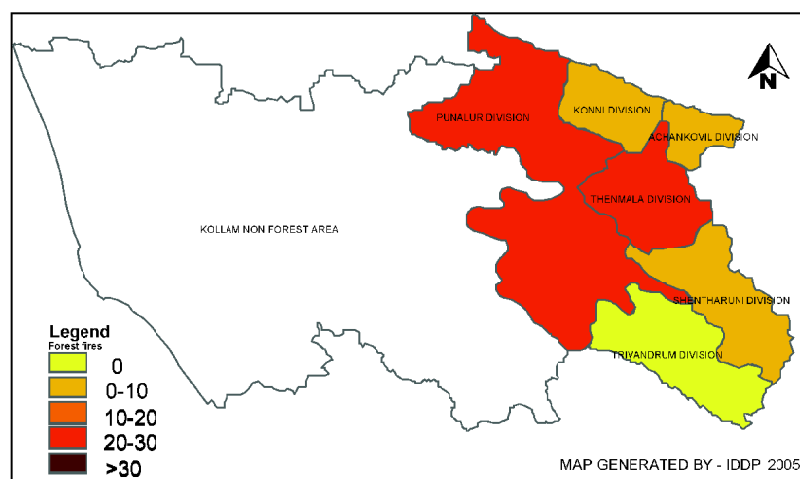 N
KONNI DIVISION
PUNALUR DIVISION
ACHANKOVIL DIVISION
THENMALA DIVISION
KOLLAM NON FOREST AREA
SHENTHARUNI DIVISION
TRIVANDRUM DIVISION
Legend
Forest fires
0
0-10
10-20
20-30
>30
MAP GENERATED BY - IDDP 2005